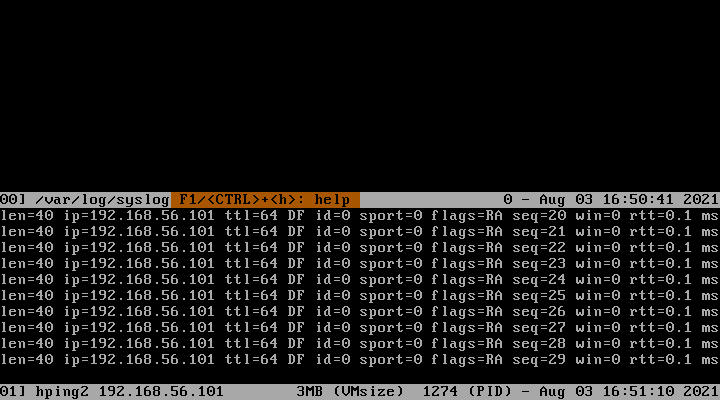 00] /var/log/syslog F1/<CTRL>+<h>: help 0 - Aug 03 16:50:41 2021
len=40 ip=192.168.56.101 ttl=64 DF id=0 sport=0 flags=RA seq=20 win=0 rtt=0.1 ms
len=40 ip=192.168.56.101 ttl=64 DF id=0 sport=0 flags=RA seq=21 win=0 rtt=0.1 ms
len=40 ip=192.168.56.101 ttl=64 DF id=0 sport=0 flags=RA seq=22 win=0 rtt=0.1 ms
len=40 ip=192.168.56.101 ttl=64 DF id=0 sport=0 flags=RA seq=23 win=0 rtt=0.1 ms
len=40 ip=192.168.56.101 ttl=64 DF id=0 sport=0 flags=RA seq=24 win=0 rtt=0.1 ms
len=40 ip=192.168.56.101 ttl=64 DF id=0 sport=0 flags=RA seq=25 win=0 rtt=0.1 ms
len=40 ip=192.168.56.101 ttl=64 DF id=0 sport=0 flags=RA seq=26 win=0 rtt=0.1 ms
len=40 ip=192.168.56.101 ttl=64 DF id=0 sport=0 flags=RA seq=27 win=0 rtt=0.1 ms
len=40 ip=192.168.56.101 ttl=64 DF id=0 sport=0 flags=RA seq=28 win=0 rtt=0.1 ms
len=40 ip=192.168.56.101 ttl=64 DF id=0 sport=0 flags=RA seq=29 win=0 rtt=0.1 ms
01] hping2 192.168.56.101 3MB (VMsize) 1274 (PID) - Aug 03 16:51:10 2021